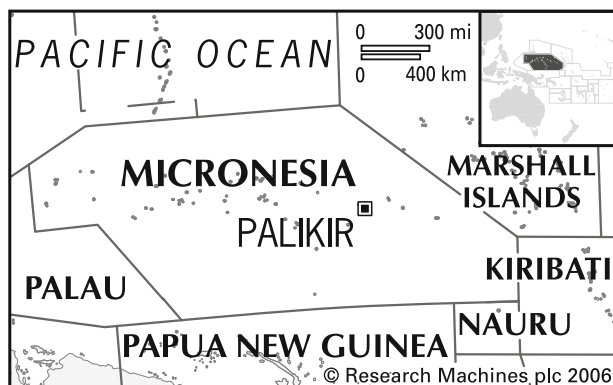 PACIFIC OCEAN
0 300 mi
0 400 km
MICRONESIA
MARSHALL
ISLANDS
PALIKIR
PALAU
KIRIBATI
NAURU
PAPUA NEW GUINEA
© Research Machines plc 2006